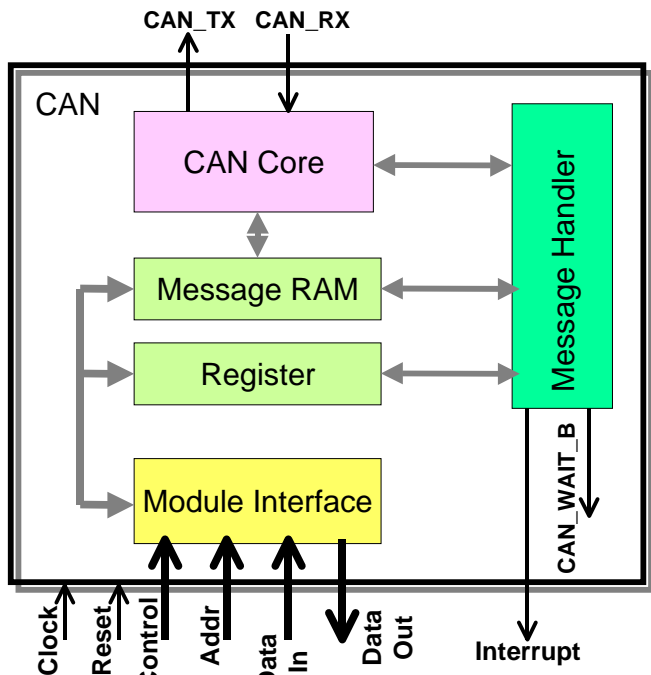 CAN_TX CAN_RX
CAN
CAN Core
Message Handler
Message RAM
Register
Module Interface
CAN_WAIT_B
Clock
Reset
Control
Addr
Data
In
Data
Out
Interrupt